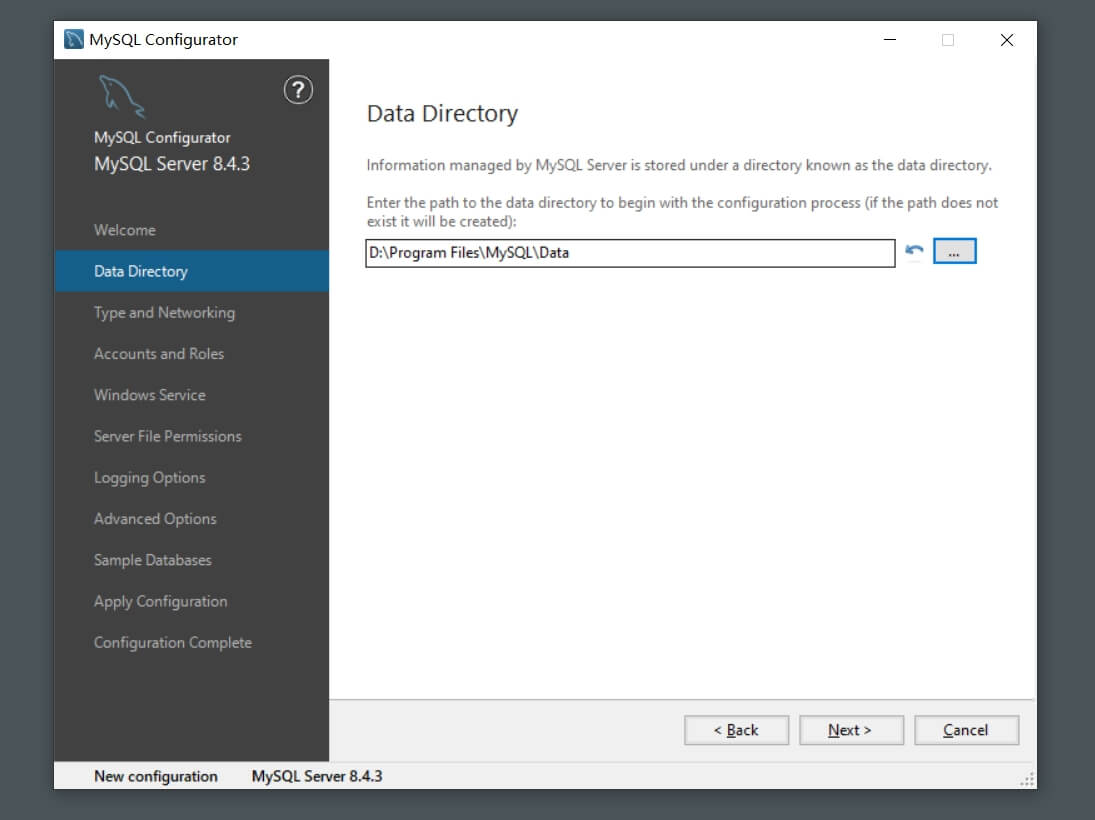 MySQL Configurator
?
MySQL Configurator
MySQL Server 8.4.3
Welcome
Data Directory
Type and Networking
Accounts and Roles
Windows Service
Server File Permissions
Logging Options
Advanced Options
Sample Databases
Apply Configuration
Configuration Complete
Data Directory
Information managed by MySQL Server is stored under a directory known as the data directory.
Enter the path to the data directory to begin with the configuration process (if the path does not
exist it will be created):
D:\Program Files\MySQL\Data
...
< Back
Next >
Cancel
New configuration
MySQL Server 8.4.3